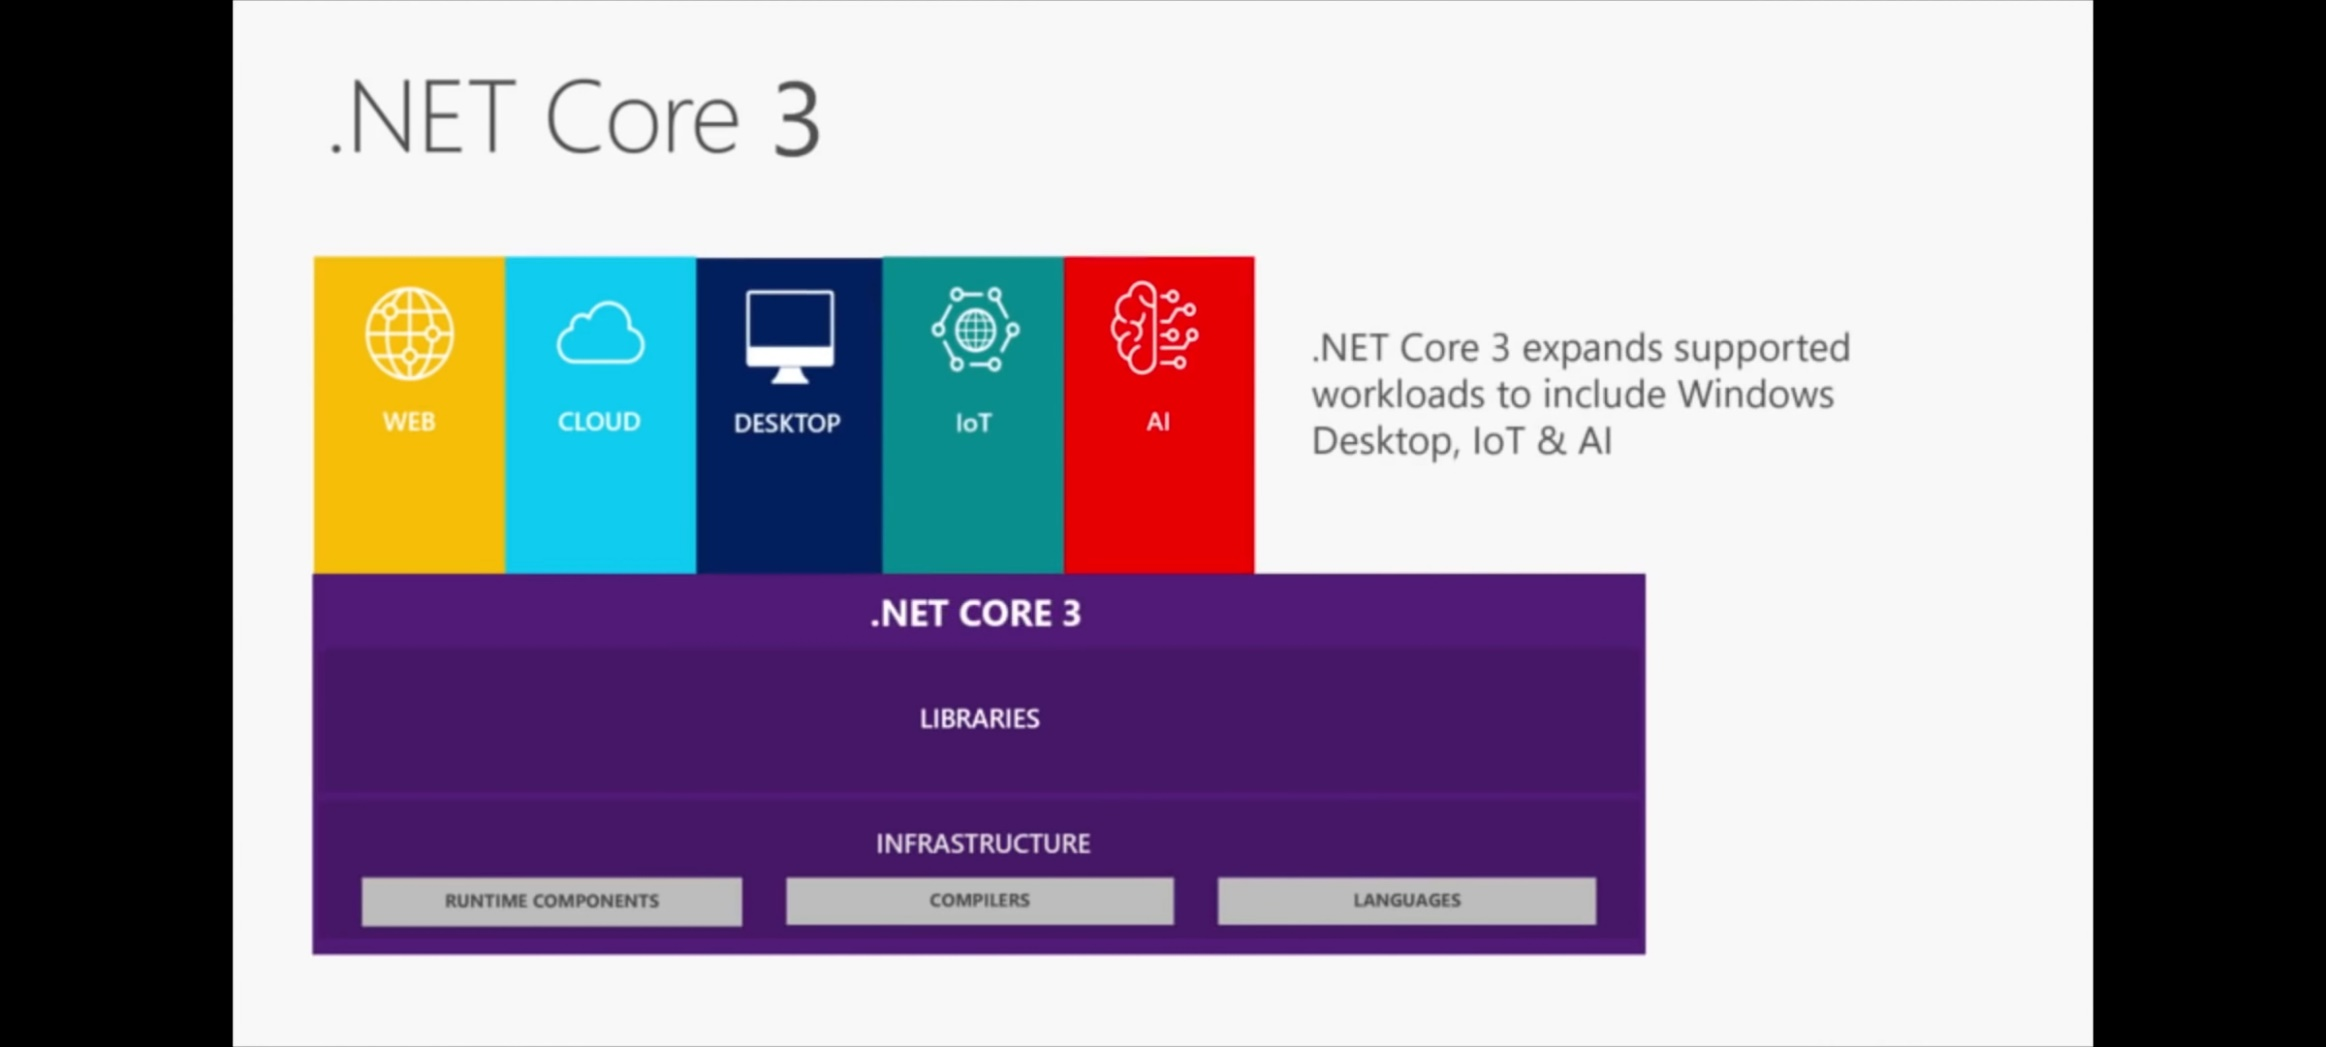 .NET Core 3
WEB
CLOUD
DESKTOP
IoT
AI
.NET Core 3 expands supported
workloads to include Windows
Desktop, IoT & AI
.NET CORE 3
LIBRARIES
INFRASTRUCTURE
RUNTIME COMPONENTS
COMPILERS
LANGUAGES